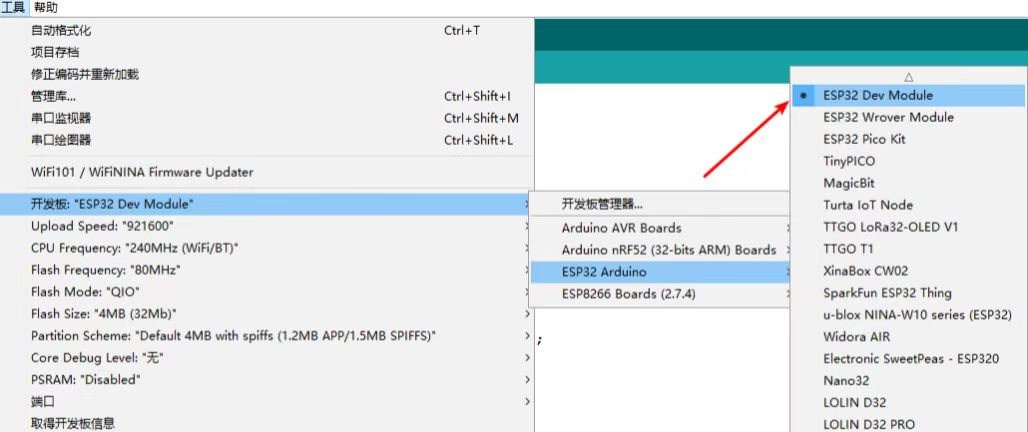 工具 帮助
自动格式化 Ctrl+T
项目存档
修正编码并重新加载
管理库... Ctrl+Shift+I
串口监视器 Ctrl+Shift+M
串口绘图器 Ctrl+Shift+L
WiFi101 / WiFiNINA Firmware Updater
开发板: "ESP32 Dev Module"
Upload Speed: "921600"
CPU Frequency: "240MHz (WiFi/BT)"
Flash Frequency: "80MHz"
Flash Mode: "QIO"
Flash Size: "4MB (32Mb)"
Partition Scheme: "Default 4MB with spiffs (1.2MB APP/1.5MB SPIFFS)"
Core Debug Level: "无"
PSRAM: "Disabled"
端口
取得开发板信息
开发板管理器...
Arduino AVR Boards
Arduino nRF52 (32-bits ARM) Boards
ESP32 Arduino
ESP8266 Boards (2.7.4)
;
ESP32 Dev Module
ESP32 Wrover Module
ESP32 Pico Kit
TinyPICO
MagicBit
Turta IoT Node
TTGO LoRa32-OLED V1
TTGO T1
XinaBox CW02
SparkFun ESP32 Thing
u-blox NINA-W10 series (ESP32)
Widora AIR
Electronic SweetPeas - ESP320
Nano32
LOLIN D32
LOLIN D32 PRO